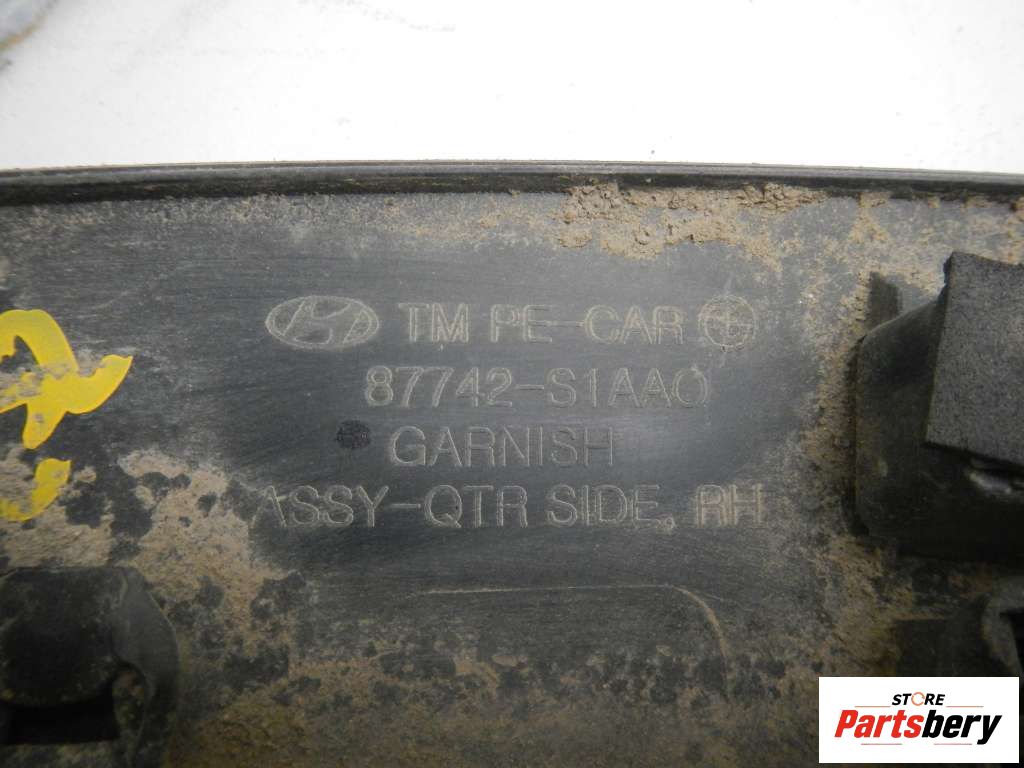 TM PE-CAR
87742-S1AA0
GARNISH
ASSY-QTR SIDE, RH
STORE
Partsbery